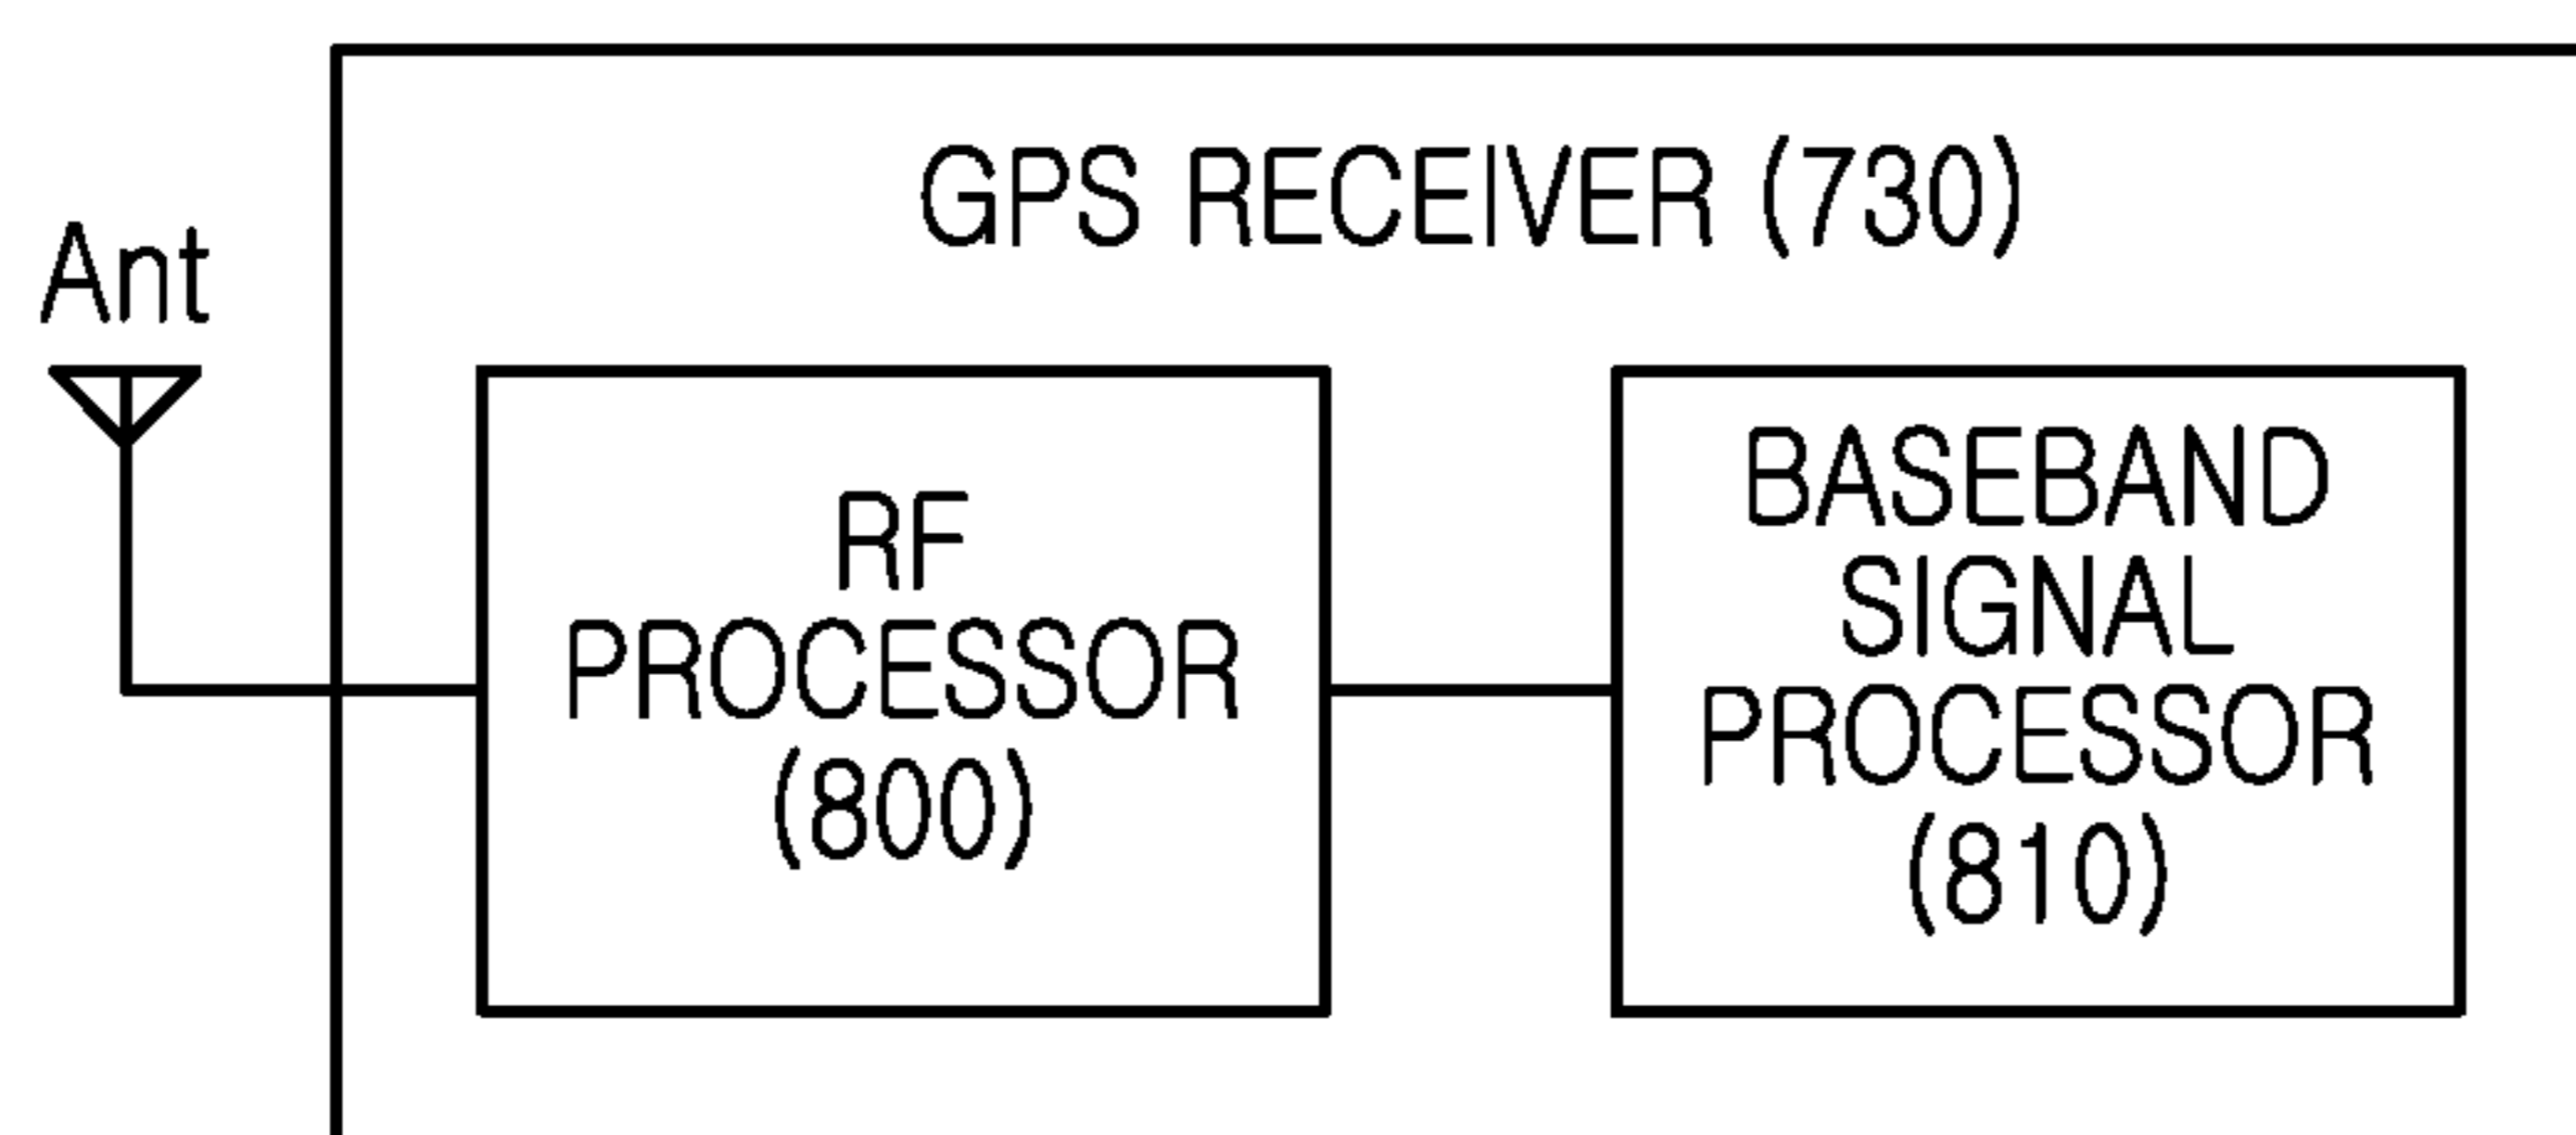 GPS RECEIVER (730)
Ant
RF
PROCESSOR
(800)
BASEBAND
SIGNAL
PROCESSOR
(810)